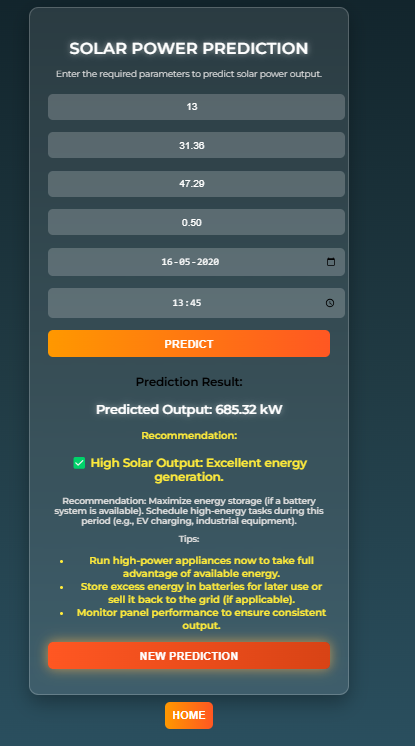 SOLAR POWER PREDICTION
Enter the required parameters to predict solar power output.
13
31.36
47.29
0.50
16-05-2020
13:45
PREDICT
Prediction Result:
Predicted Output: 685.32 kW
Recommendation:
✅ High Solar Output: Excellent energy
generation.
Recommendation: Maximize energy storage (if a battery
system is available). Schedule high-energy tasks during this
period (e.g., EV charging, industrial equipment).
Tips:
• Run high-power appliances now to take full
advantage of available energy.
• Store excess energy in batteries for later use or
sell it back to the grid (if applicable).
• Monitor panel performance to ensure consistent
output.
NEW PREDICTION
HOME